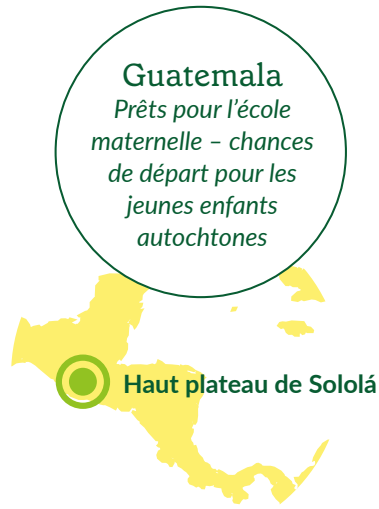 Guatemala
Prêts pour l’école
maternelle – chances
de départ pour les
jeunes enfants
autochtones
Haut plateau de Sololá